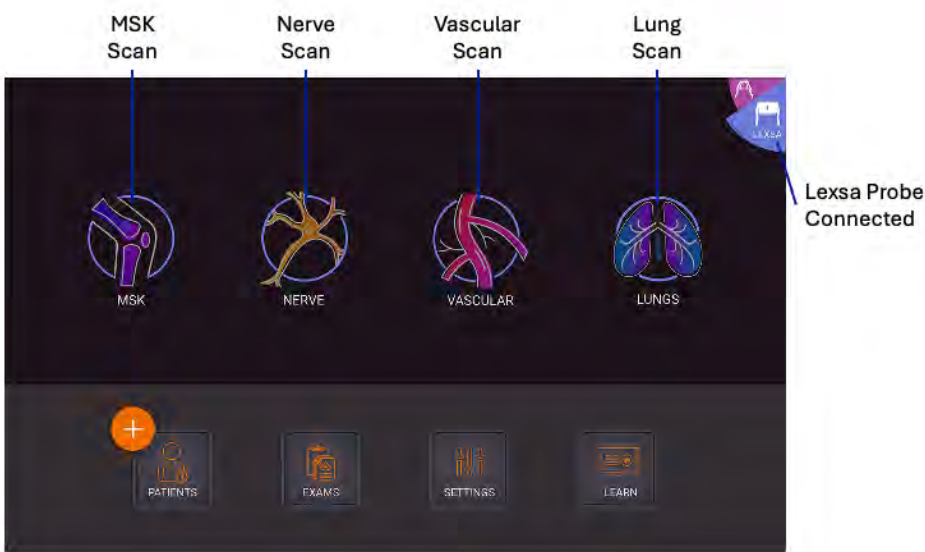 MSK
Scan
Nerve
Scan
Vascular
Scan
Lung
Scan
LEXSA
Lexsa Probe
Connected
MSK
NERVE
VASCULAR
LUNGS
PATIENTS
EXAMS
SETTINGS
LEARN